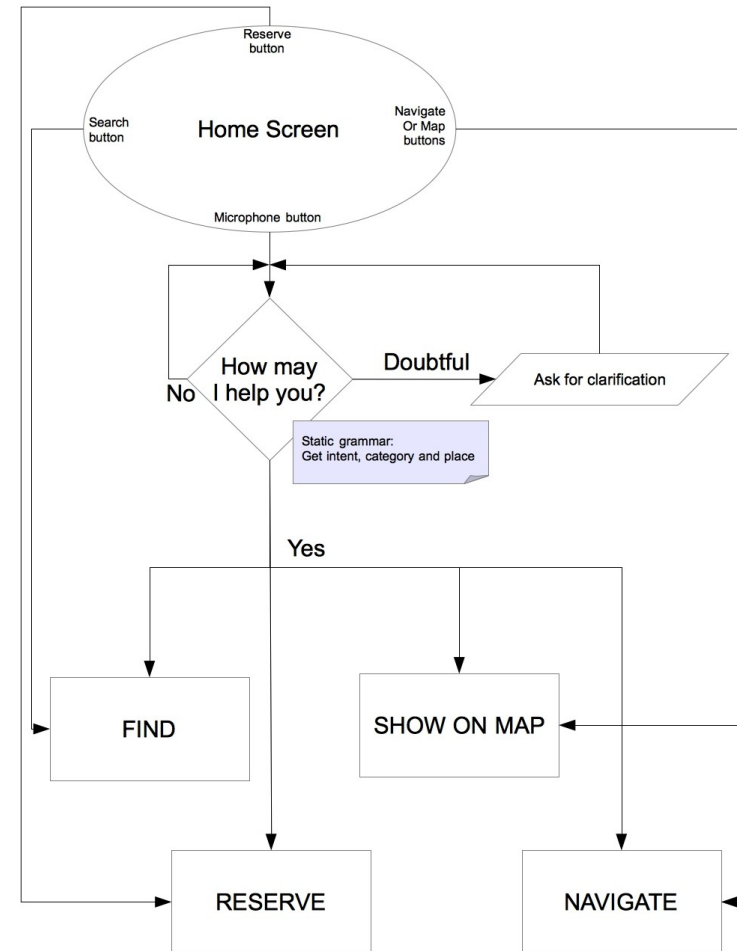 Reserve
button
Search
button
Home Screen
Navigate
Or Map
buttons
Microphone button
How may
I help you?
No
Doubtful
Ask for clarification
Static grammar:
Get intent, category and place
Yes
FIND
SHOW ON MAP
RESERVE
NAVIGATE